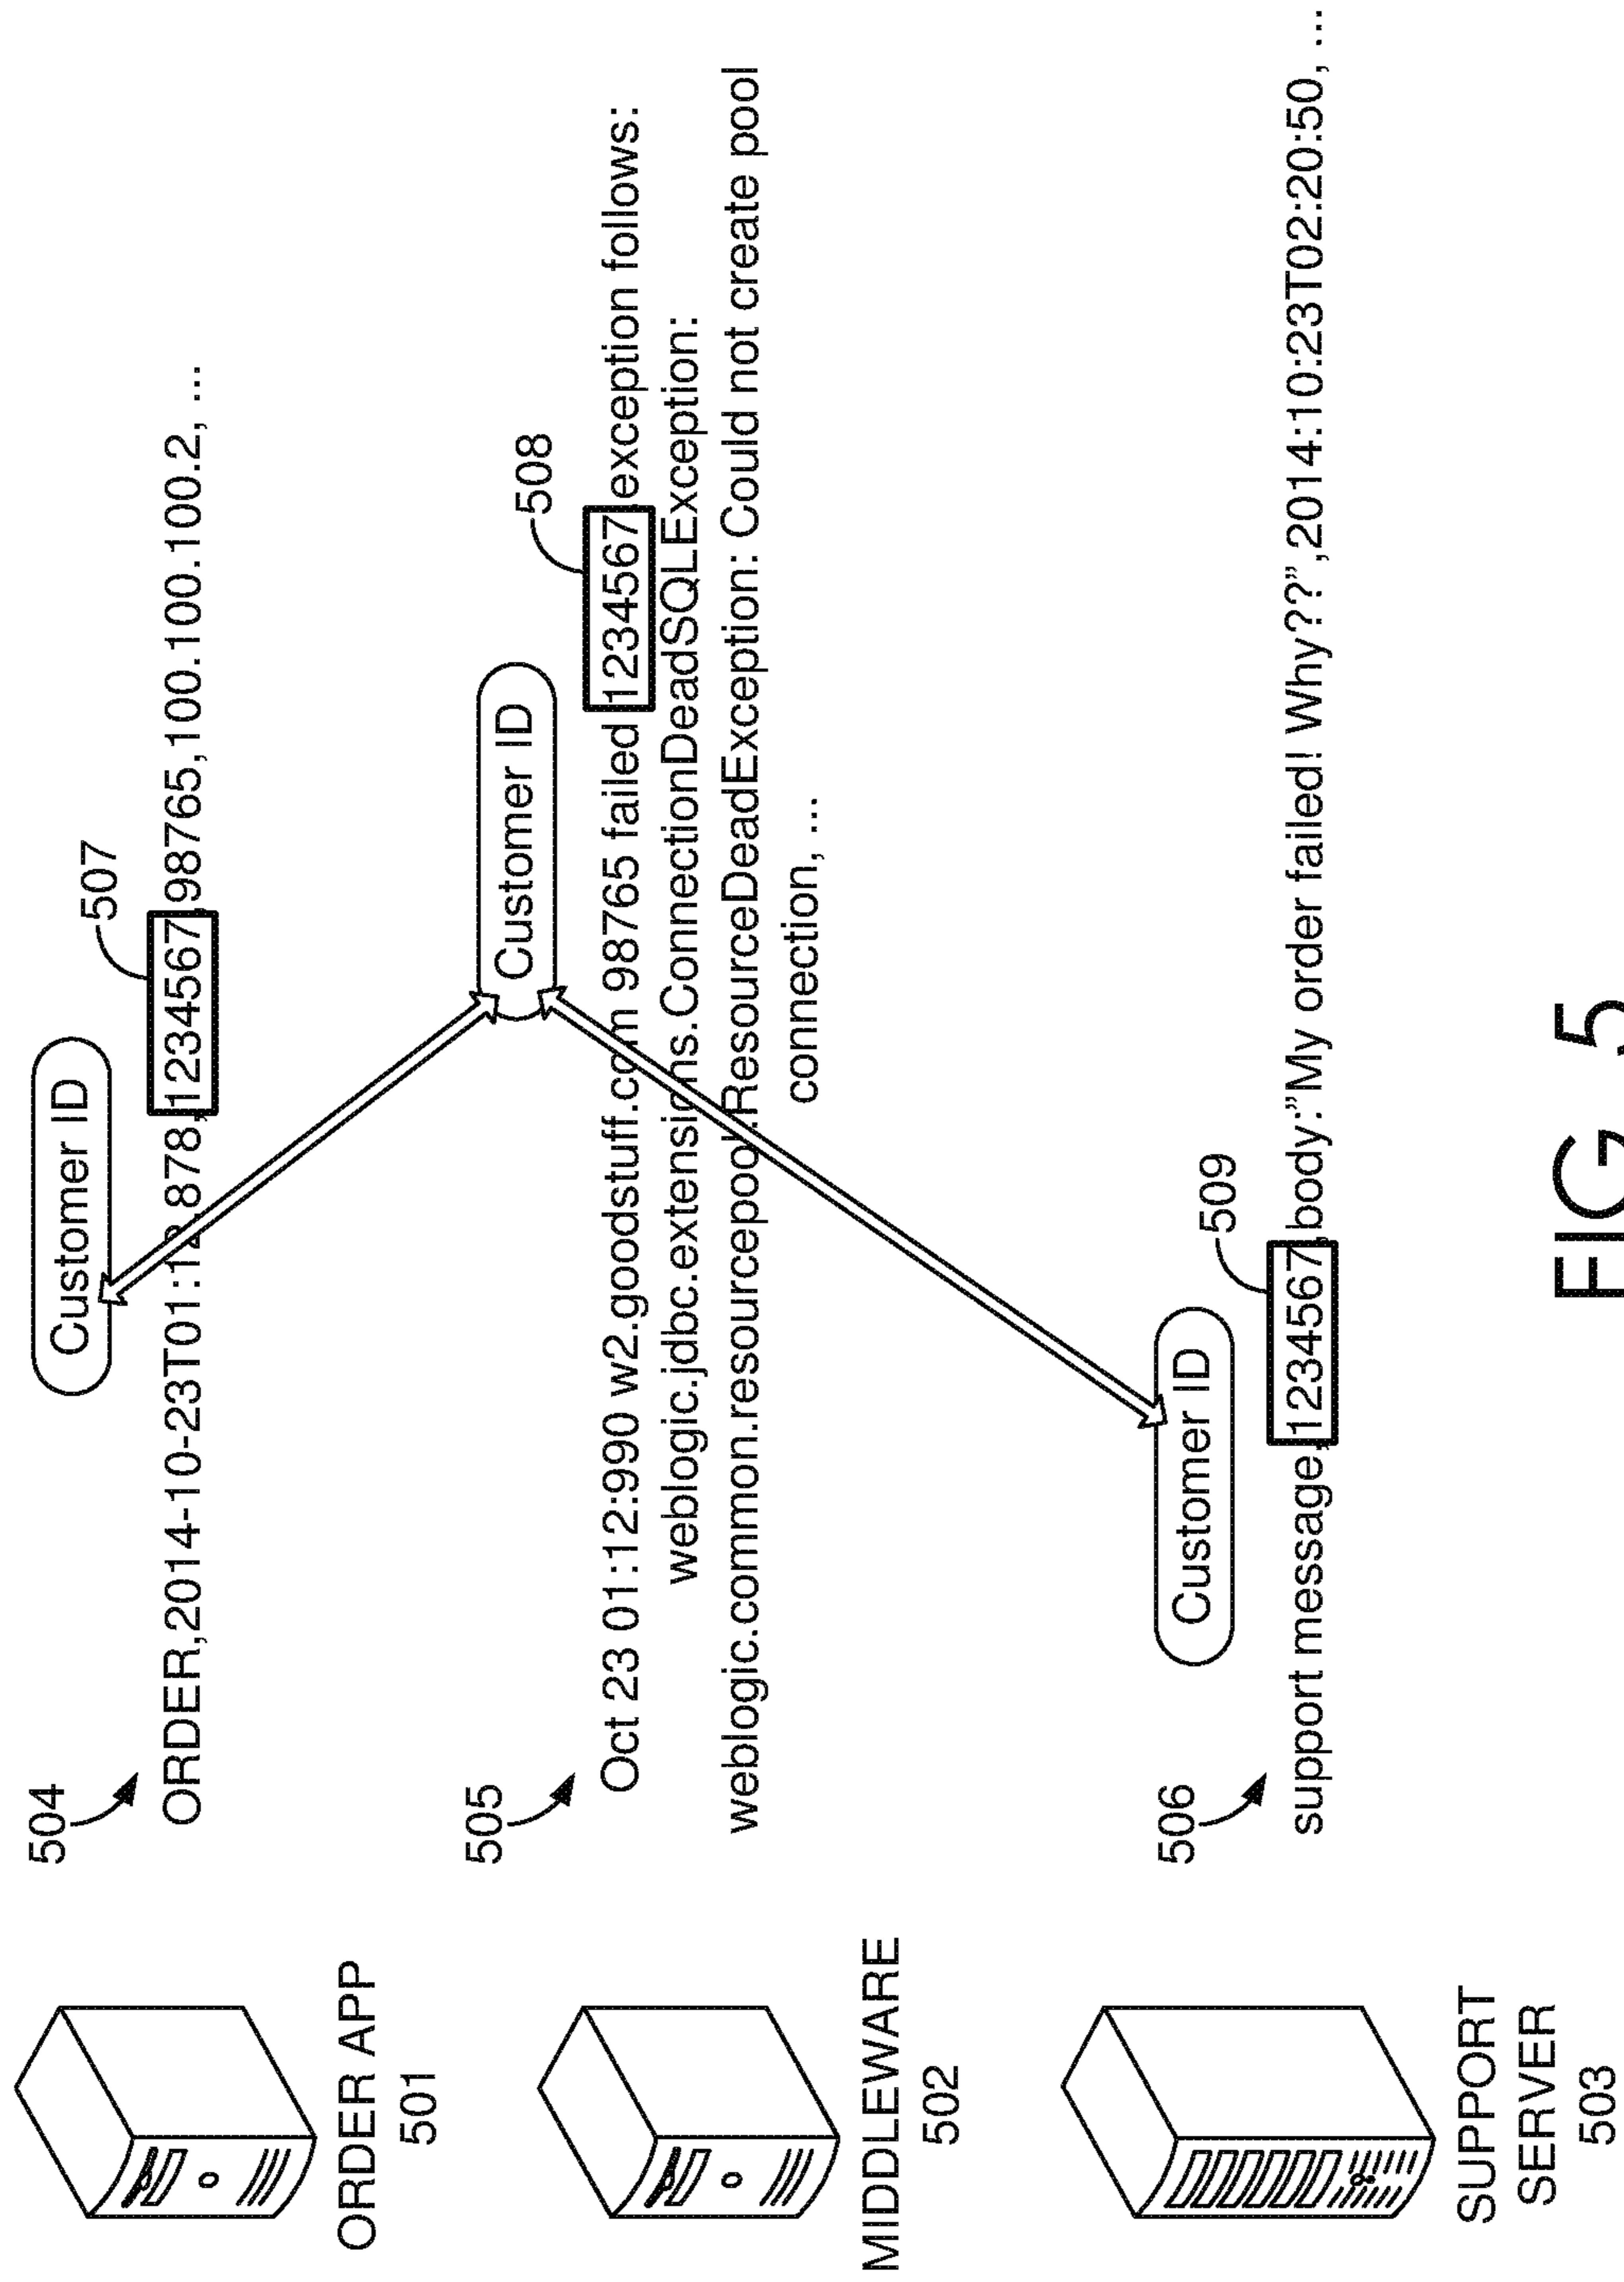 ORDER APP
501
504
Customer ID
507
ORDER,2014-10-23T01:12.878,1234567,98765,100.100.100.2, ...
MIDDLEWARE
502
505
Customer ID
508
Oct 23 01:12:990 w2.goodstuff.com 98765 failed 1234567 exception follows:
weblogic.jdbc.extensions.ConnectionDeadSQLException:
weblogic.common.resourcepool.ResourceDeadException: Could not create pool
connection, ...
SUPPORT
SERVER
503
506
Customer ID
509
support message,1234567,body:”My order failed! Why??”,2014:10:23T02:20:50, ...
FIG. 5